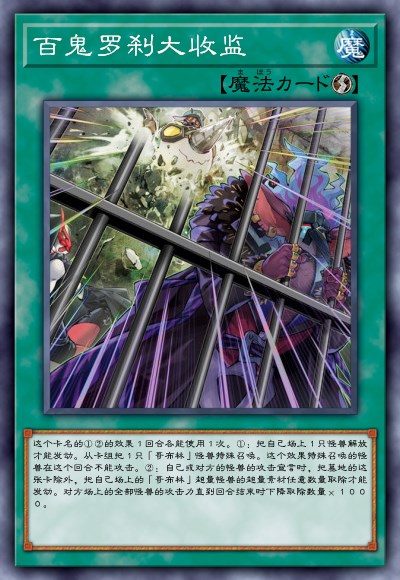 百鬼罗刹大收监
魔
【魔法カード】
まほう
这个卡名的①②的效果1回合各能使用1次。①：把自己场上1只怪兽解放
才能发动。从卡组把1只「哥布林」怪兽特殊召唤。这个效果特殊召唤的怪
兽在这个回合不能攻击。②：自己或对方的怪兽的攻击宣言时，把墓地的这
张卡除外，把自己场上的「哥布林」超量怪兽的超量素材任意数量取除才能
发动。对方场上的全部怪兽的攻击力直到回合结束时下降取除数量×１００
０。